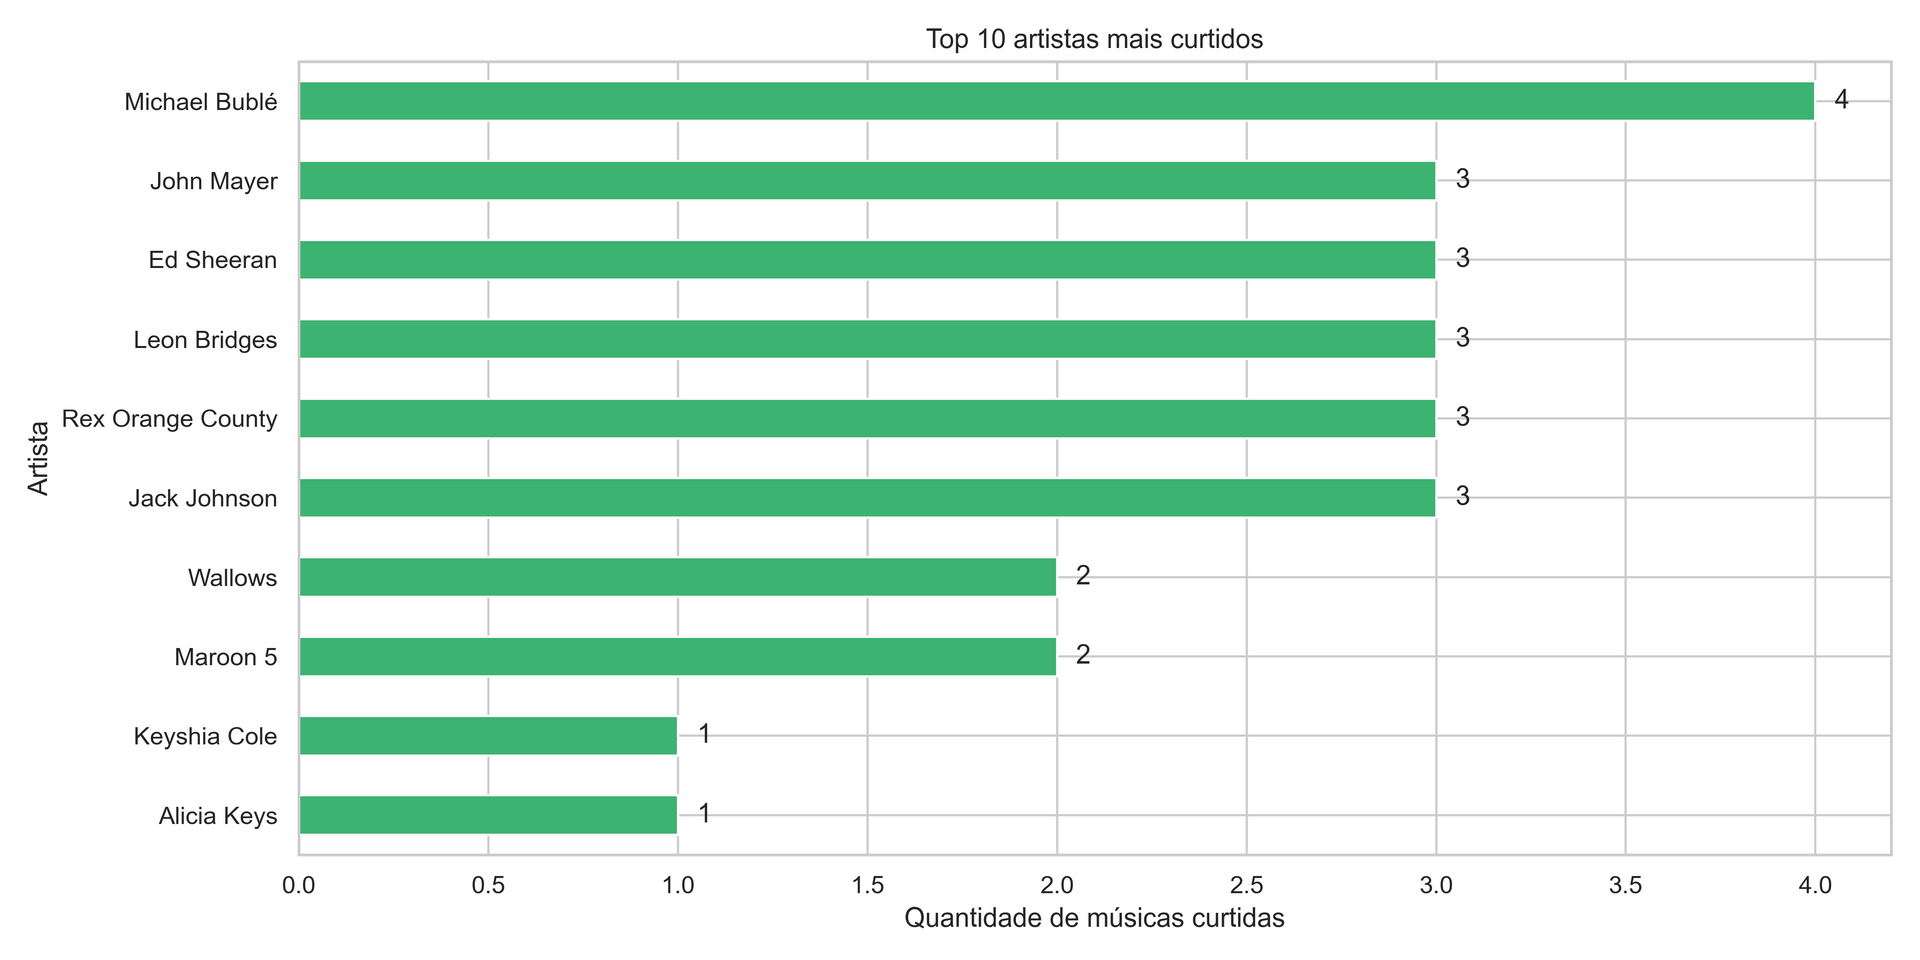 Top 10 artistas mais curtidos
Michael Bublé 4
John Mayer 3
Ed Sheeran 3
Leon Bridges 3
Rex Orange County 3
Jack Johnson 3
Wallows 2
Maroon 5 2
Keyshia Cole 1
Alicia Keys 1
Artista
0.0 0.5 1.0 1.5 2.0 2.5 3.0 3.5 4.0
Quantidade de músicas curtidas